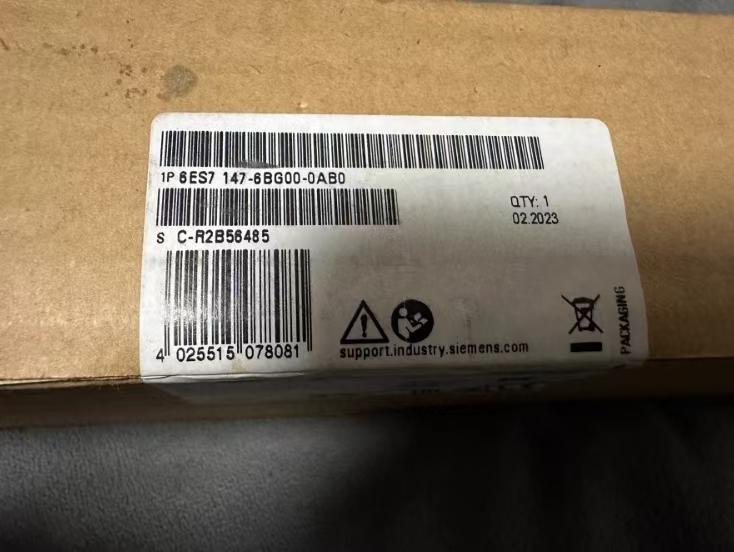 1P 6ES7 147-6BG00-0AB0
QTY: 1
02.2023
S C-R2B56485
4 025515 078081
support.industry.siemens.com
PACKAGING